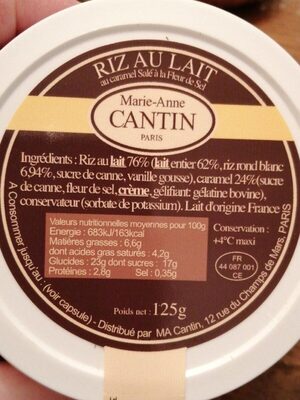 RIZ AU LAIT
au caramel Salé à la Fleur de Sel
Marie-Anne
CANTIN
PARIS
Ingrédients : Riz au lait 76% (lait entier 62%, riz rond blanc
6,94%, sucre de canne, vanille gousse), caramel 24%(sucre
de canne, fleur de sel, crème, gélifiant: gélatine bovine),
conservateur (sorbate de potassium). Lait d'origine France
Valeurs nutritionnelles moyennes pour 100g
Energie : 683kJ/163kcal
Matières grasses : 6,6g
dont acides gras saturés : 4,2g
Glucides : 23g dont sucres : 17g
Protéines : 2,8g Sel : 0,35g
Conservation :
+4°C maxi
FR
44 087 001
CE
Poids net : 125g
A Consommer jusqu'au : (voir capsule) - Distribué par MA Cantin, 12 rue du Champs de Mars, PARIS